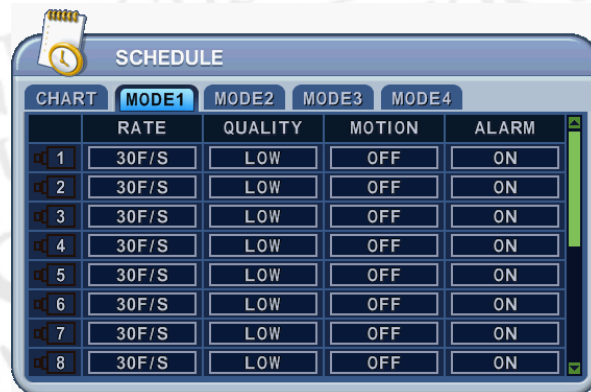 SCHEDULE
CHART MODE1 MODE2 MODE3 MODE4
RATE QUALITY MOTION ALARM
1 30F/S LOW OFF ON
2 30F/S LOW OFF ON
3 30F/S LOW OFF ON
4 30F/S LOW OFF ON
5 30F/S LOW OFF ON
6 30F/S LOW OFF ON
7 30F/S LOW OFF ON
8 30F/S LOW OFF ON